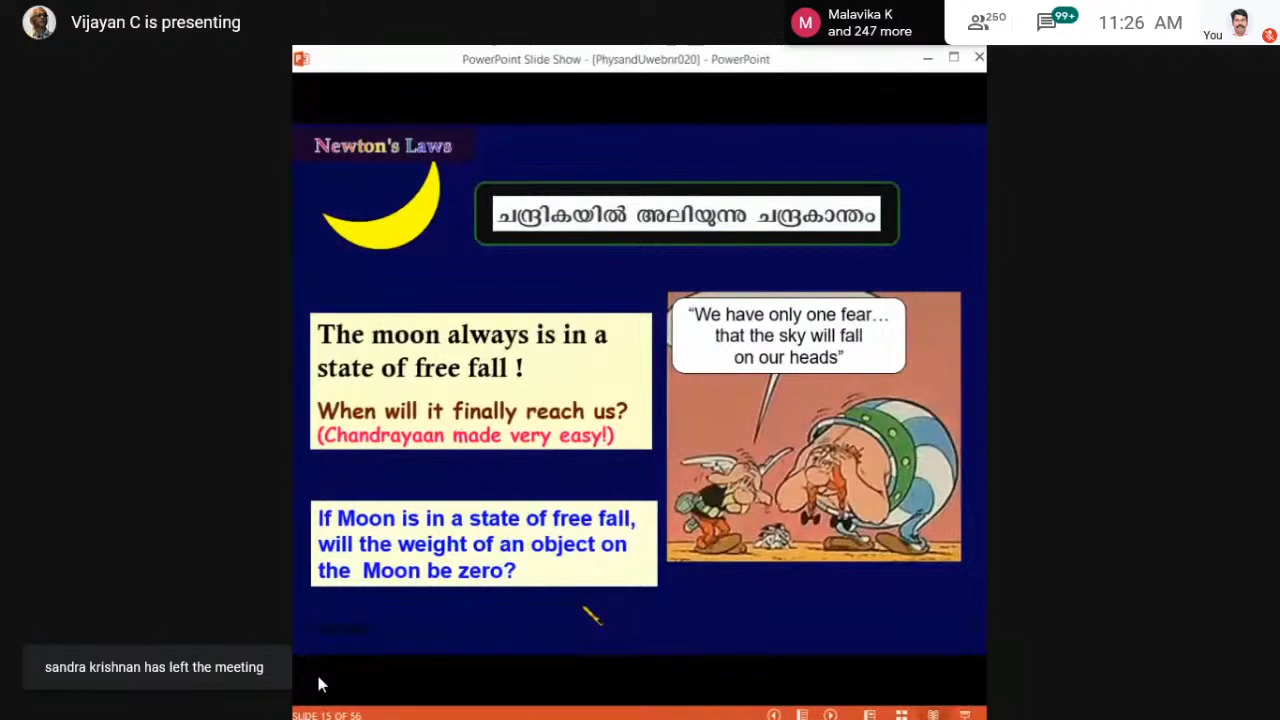 Vijayan C is presenting
Malavika K
and 247 more
250
99+
11:26 AM
You
PowerPoint Slide Show - [PhysandUwebnr020] - PowerPoint
Newton's Laws
ചന്ദ്രികയിൽ അലിയുന്നു ചന്ദ്രകാന്തം
The moon always is in a
state of free fall !
When will it finally reach us?
(Chandrayaan made very easy!)
“We have only one fear…
that the sky will fall
on our heads”
If Moon is in a state of free fall,
will the weight of an object on
the Moon be zero?
sandra krishnan has left the meeting
SLIDE 15 OF 56